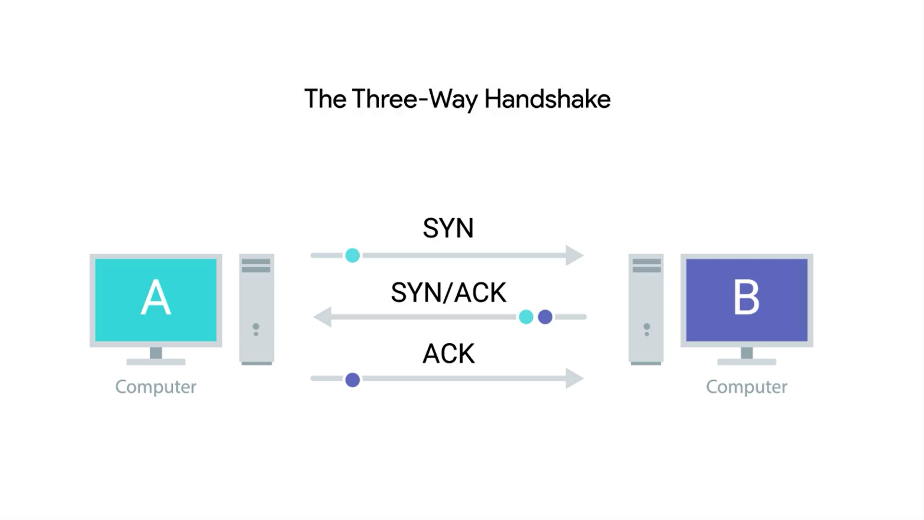 The Three-Way Handshake
SYN
SYN/ACK
ACK
A
B
Computer
Computer